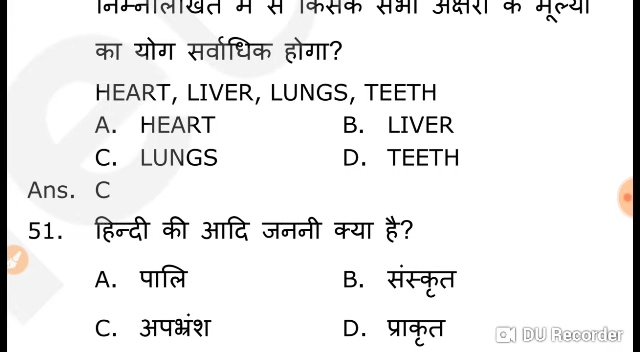 निम्नलिखित में से किसके सभी अक्षरों के मूल्यों
का योग सर्वाधिक होगा?
HEART, LIVER, LUNGS, TEETH
A. HEART B. LIVER
C. LUNGS D. TEETH
Ans. C
51. हिन्दी की आदि जननी क्या है?
A. पालि B. संस्कृत
C. अपभ्रंश D. प्राकृत
DU Recorder